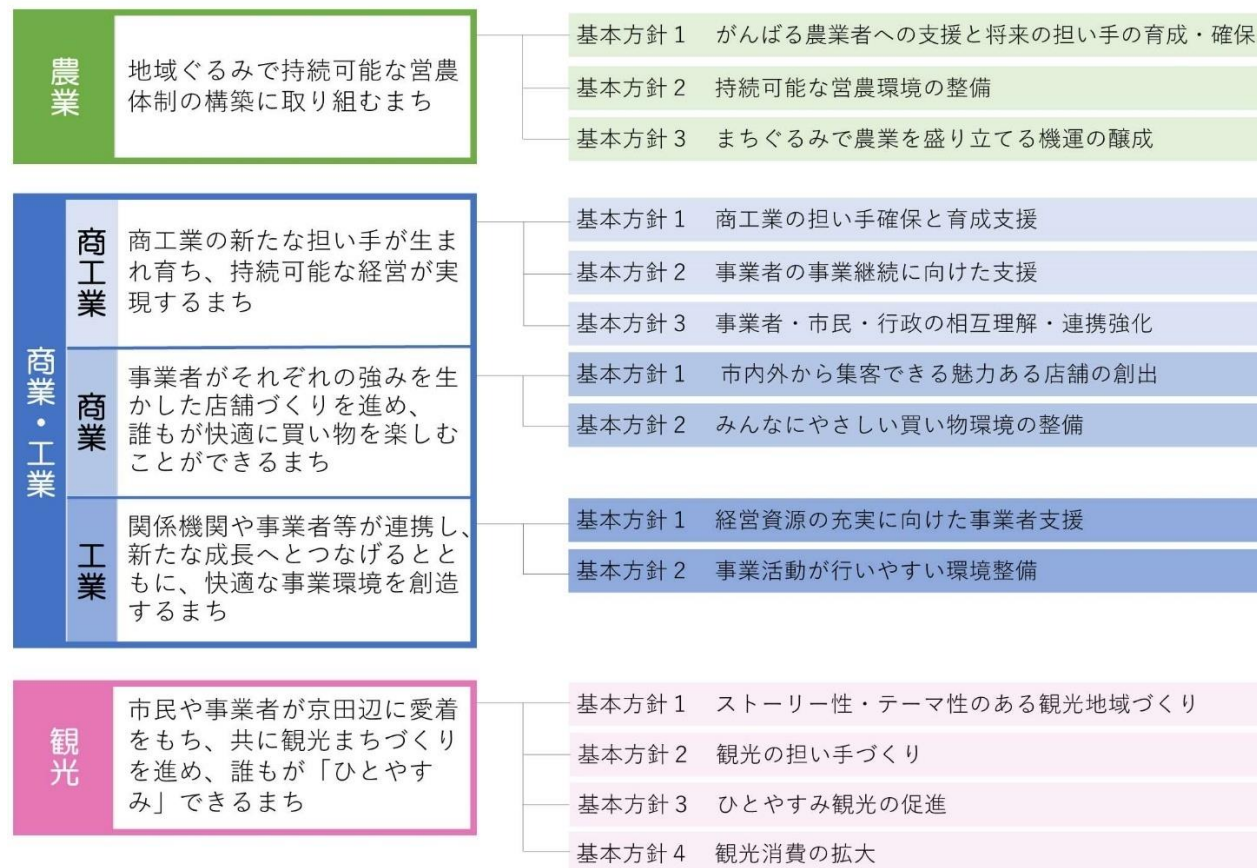 農業
地域ぐるみで持続可能な営農
体制の構築に取り組むまち
基本方針1 がんばる農業者への支援と将来の担い手の育成・確保
基本方針2 持続可能な営農環境の整備
基本方針3 まちぐるみで農業を盛り立てる機運の醸成
商業・工業
商工業
商工業の新たな担い手が生ま
れ育ち、持続可能な経営が実
現するまち
基本方針1 商工業の担い手確保と育成支援
基本方針2 事業者の事業継続に向けた支援
基本方針3 事業者・市民・行政の相互理解・連携強化
商業
事業者がそれぞれの強みを生
かした店舗づくりを進め、
誰もが快適に買い物を楽しむ
ことができるまち
基本方針1 市内外から集客できる魅力ある店舗の創出
基本方針2 みんなにやさしい買い物環境の整備
工業
関係機関や事業者等が連携し、
新たな成長へとつなげるとと
もに、快適な事業環境を創造
するまち
基本方針1 経営資源の充実に向けた事業者支援
基本方針2 事業活動が行いやすい環境整備
観光
市民や事業者が京田辺に愛着
をもち、共に観光まちづくり
を進め、誰もが「ひとやす
み」できるまち
基本方針1 ストーリー性・テーマ性のある観光地域づくり
基本方針2 観光の担い手づくり
基本方針3 ひとやすみ観光の促進
基本方針4 観光消費の拡大